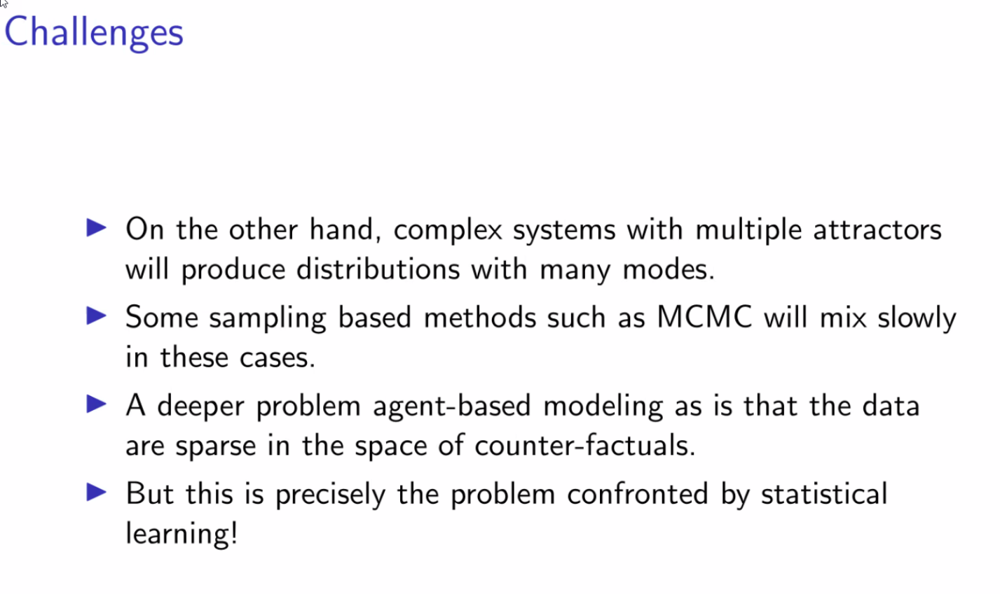 Challenges
On the other hand, complex systems with multiple attractors
will produce distributions with many modes.
Some sampling based methods such as MCMC will mix slowly
in these cases.
A deeper problem agent-based modeling as is that the data
are sparse in the space of counter-factuals.
But this is precisely the problem confronted by statistical
learning!